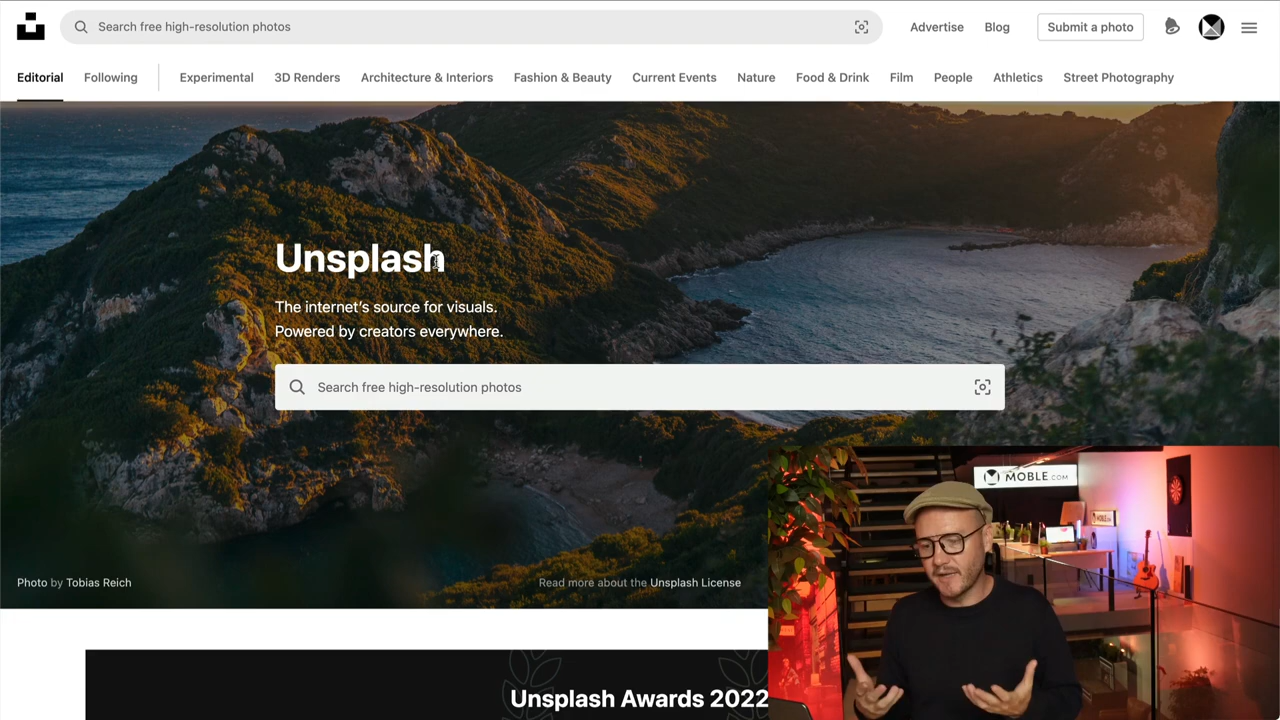 Search free high-resolution photos
Advertise
Blog
Submit a photo
Editorial
Following
Experimental
3D Renders
Architecture & Interiors
Fashion & Beauty
Current Events
Nature
Food & Drink
Film
People
Athletics
Street Photography
Unsplash
The internet's source for visuals.
Powered by creators everywhere.
Search free high-resolution photos
MOBLE.COM
Photo by Tobias Reich
Read more about the Unsplash License
Unsplash Awards 2022